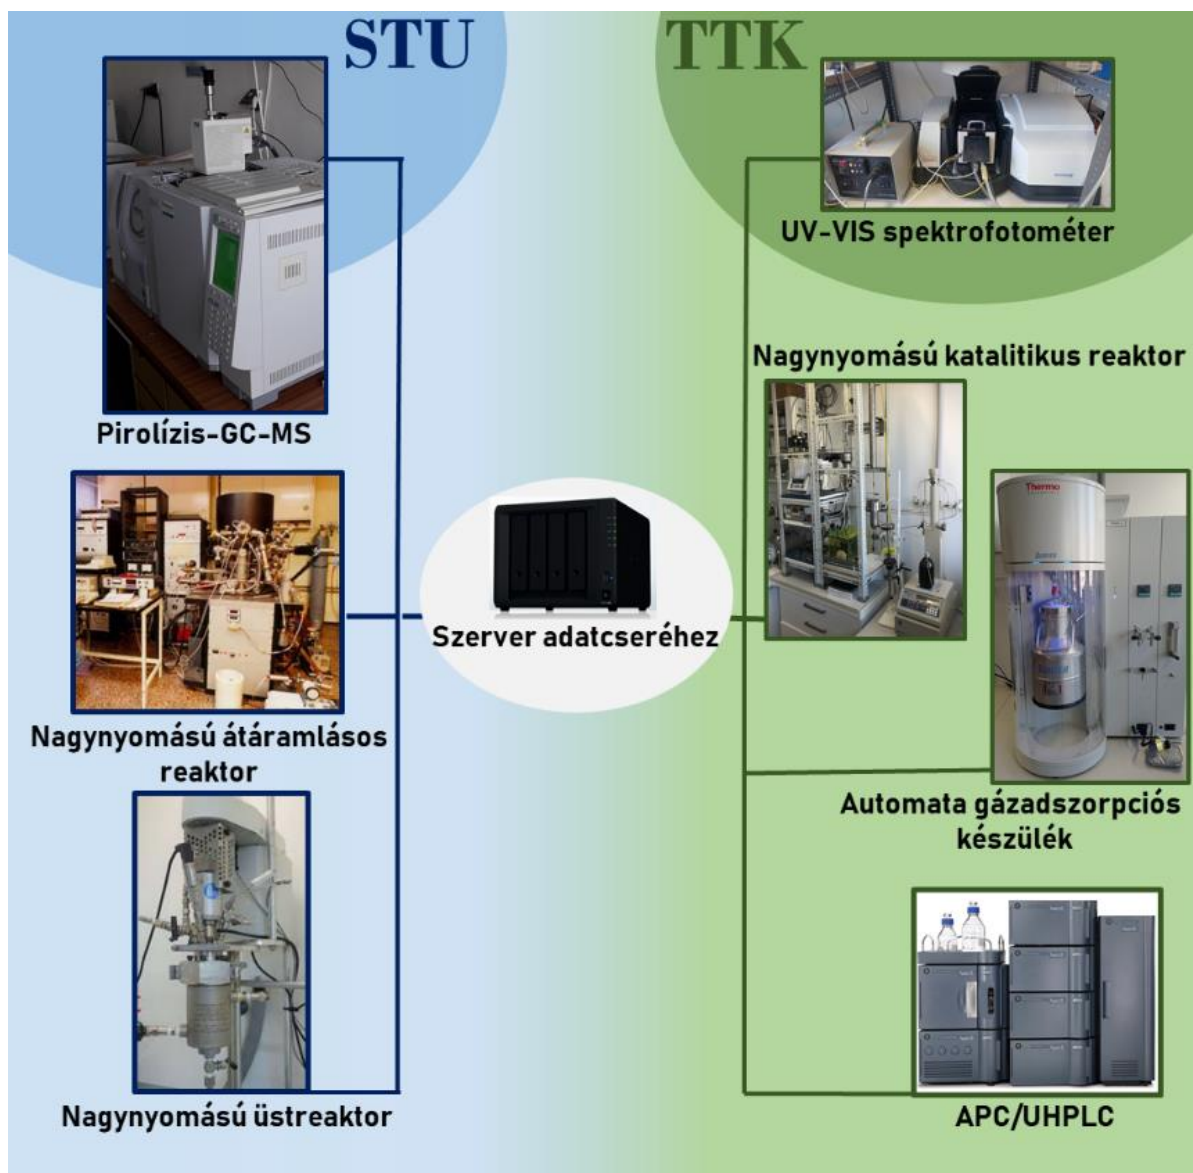 STU
TTK
UV-VIS spektrofotométer
Pirolízis-GC-MS
Nagynyomású katalitikus reaktor
Thermo
Szerver adatcseréhez
Nagynyomású átáramlásos
reaktor
Automata gázadszorpciós
készülék
Nagynyomású üstreaktor
APC/UHPLC